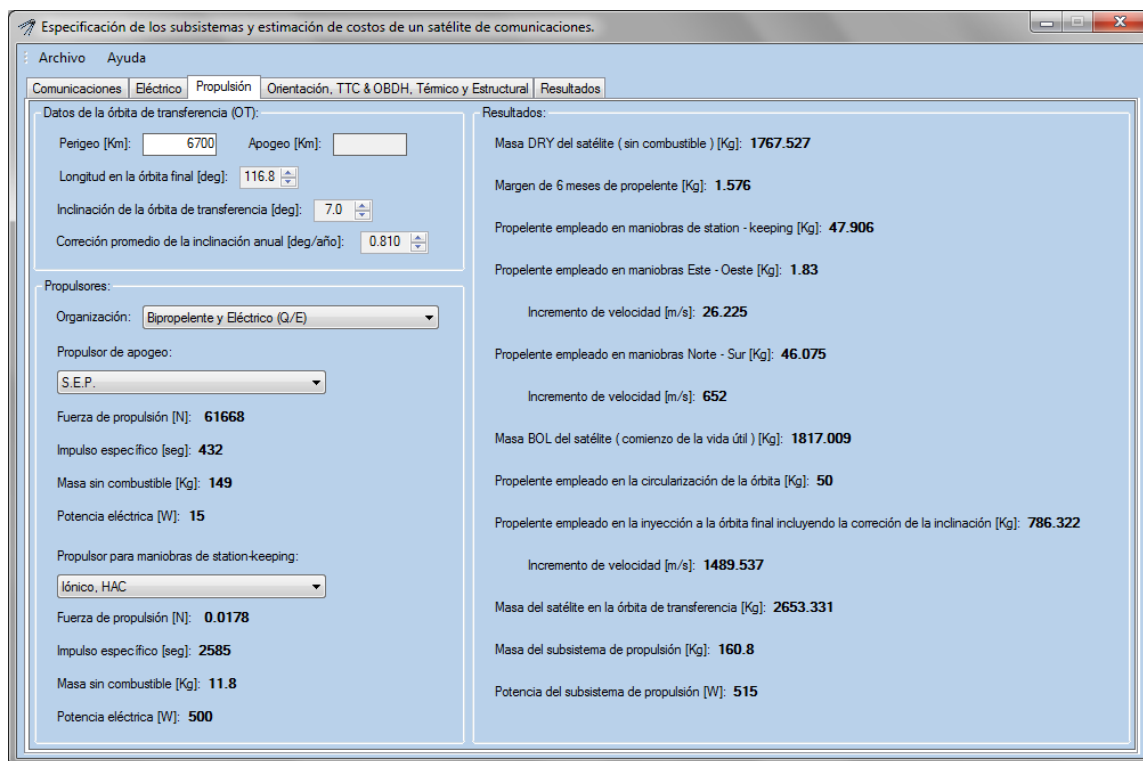 Especificación de los subsistemas y estimación de costos de un satélite de comunicaciones.
Archivo Ayuda
Comunicaciones Eléctrico Propulsión Orientación, TTC & OBDH, Térmico y Estructural Resultados
Datos de la órbita de transferencia (OT):
Perigeo [Km]: 6700 Apogeo [Km]:
Longitud en la órbita final [deg]: 116.8
Inclinación de la órbita de transferencia [deg]: 7.0
Correción promedio de la inclinación anual [deg/año]: 0.810
Propulsores:
Organización: Bipropelente y Eléctrico (Q/E)
Propulsor de apogeo:
S.E.P.
Fuerza de propulsión [N]: 61668
Impulso específico [seg]: 432
Masa sin combustible [Kg]: 149
Potencia eléctrica [W]: 15
Propulsor para maniobras de station-keeping:
Iónico, HAC
Fuerza de propulsión [N]: 0.0178
Impulso específico [seg]: 2585
Masa sin combustible [Kg]: 11.8
Potencia eléctrica [W]: 500
Resultados:
Masa DRY del satélite ( sin combustible ) [Kg]: 1767.527
Margen de 6 meses de propelente [Kg]: 1.576
Propelente empleado en maniobras de station - keeping [Kg]: 47.906
Propelente empleado en maniobras Este - Oeste [Kg]: 1.83
Incremento de velocidad [m/s]: 26.225
Propelente empleado en maniobras Norte - Sur [Kg]: 46.075
Incremento de velocidad [m/s]: 652
Masa BOL del satélite ( comienzo de la vida útil ) [Kg]: 1817.009
Propelente empleado en la circularización de la órbita [Kg]: 50
Propelente empleado en la inyección a la órbita final incluyendo la correción de la inclinación [Kg]: 786.322
Incremento de velocidad [m/s]: 1489.537
Masa del satélite en la órbita de transferencia [Kg]: 2653.331
Masa del subsistema de propulsión [Kg]: 160.8
Potencia del subsistema de propulsión [W]: 515